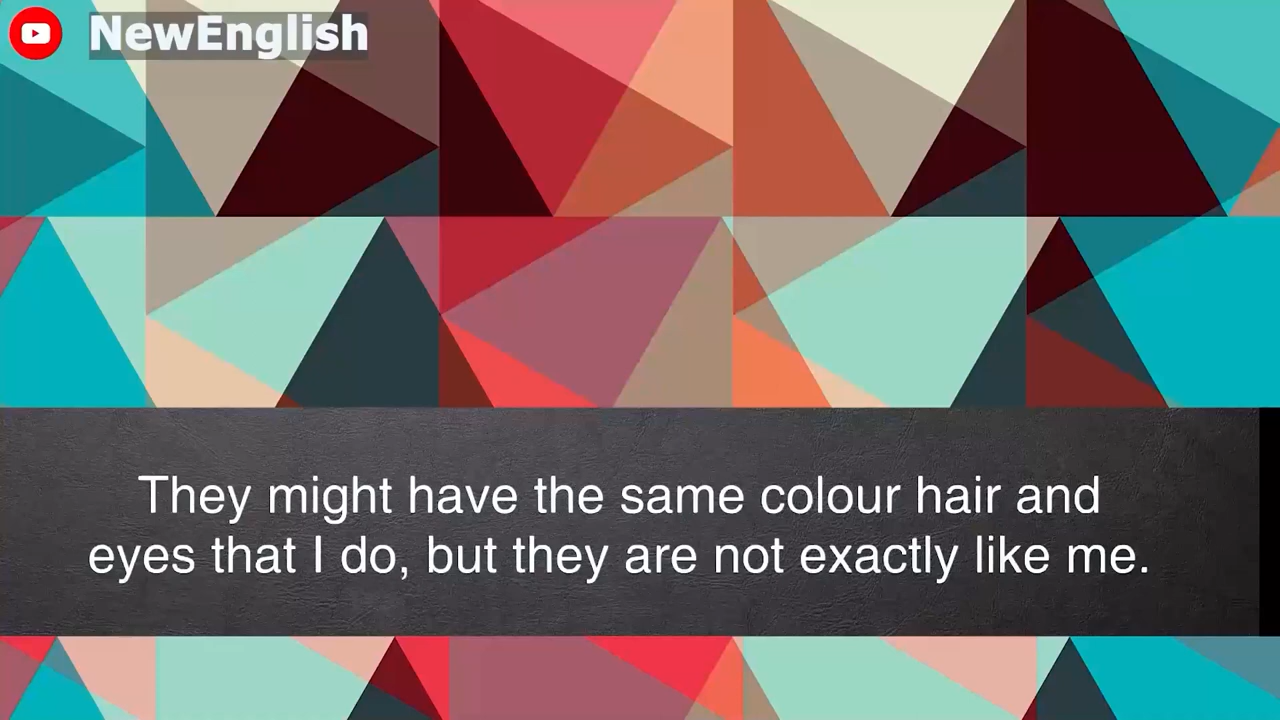 NewEnglish
They might have the same colour hair and
eyes that I do, but they are not exactly like me.